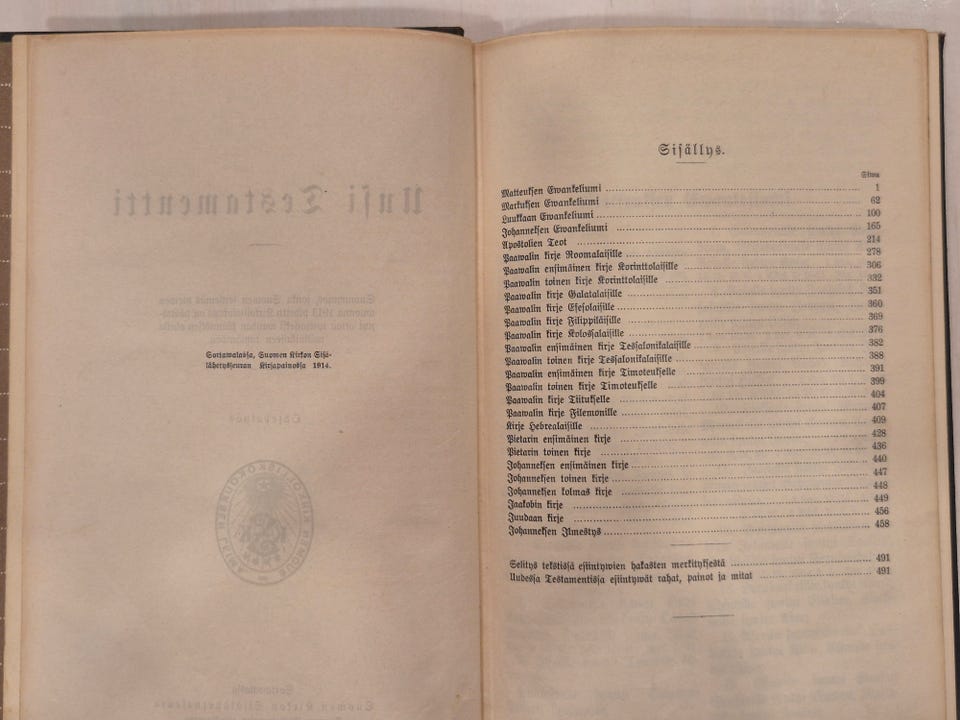 Sortawalassa, Suomen Kirkon Sisä-
lähetysseuran Kirjapainossa 1914.
Sisällys.
Siwu
Matteuksen Ewankeliumi 1
Markuksen Ewankeliumi 62
Luukkaan Ewankeliumi 100
Johanneksen Ewankeliumi 165
Apostolien Teot 214
Paawalin kirje Roomalaisille 278
Paawalin ensimäinen kirje Korinttolaisille 306
Paawalin toinen kirje Korinttolaisille 332
Paawalin kirje Galatalaisille 351
Paawalin kirje Efesolaisille 360
Paawalin kirje Filippiläisille 369
Paawalin kirje Kolossalaisille 376
Paawalin ensimäinen kirje Tessalonikalaisille 382
Paawalin toinen kirje Tessalonikalaisille 388
Paawalin ensimäinen kirje Timoteukselle 391
Paawalin toinen kirje Timoteukselle 399
Paawalin kirje Tiitukselle 404
Paawalin kirje Filemonille 407
Kirje Hebrealaisille 409
Pietarin ensimäinen kirje 428
Pietarin toinen kirje 436
Johanneksen ensimäinen kirje 440
Johanneksen toinen kirje 447
Johanneksen kolmas kirje 448
Jaakobin kirje 449
Juudaan kirje 456
Johanneksen Ilmestys 458
Selitys tekstissä esiintywien hakasten merkityksestä 491
Uudessa Testamentissa esiintywät rahat, painot ja mitat 491